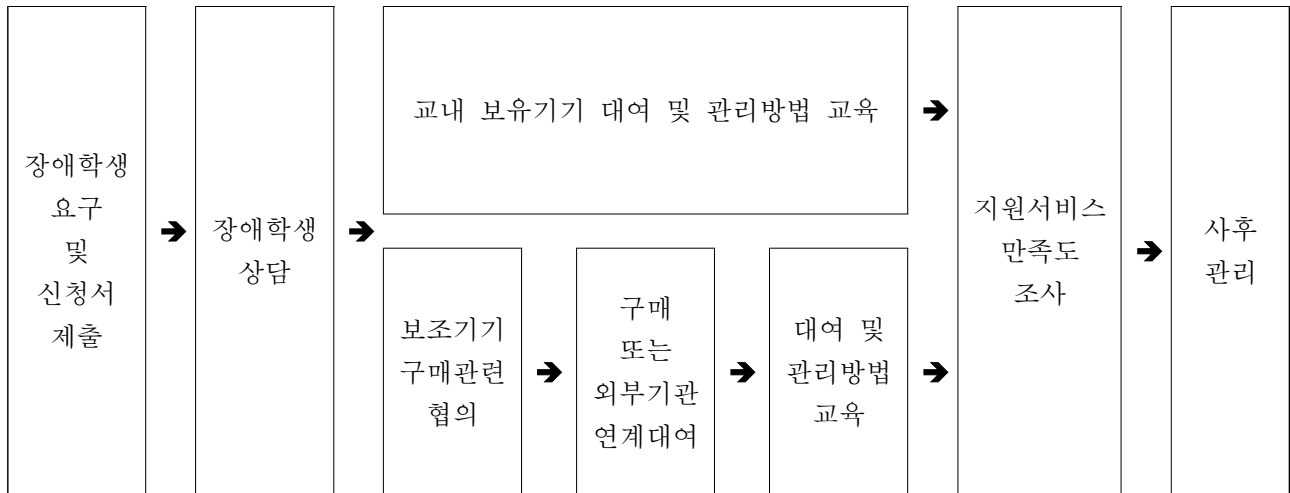 장애학생
요구
및
신청서
제출
➔
장애학생
상담
➔
교내 보유기기 대여 및 관리방법 교육
➔
보조기기
구매관련
협의
➔
구매
또는
외부기관
연계대여
➔
대여 및
관리방법
교육
➔
지원서비스
만족도
조사
➔
사후
관리